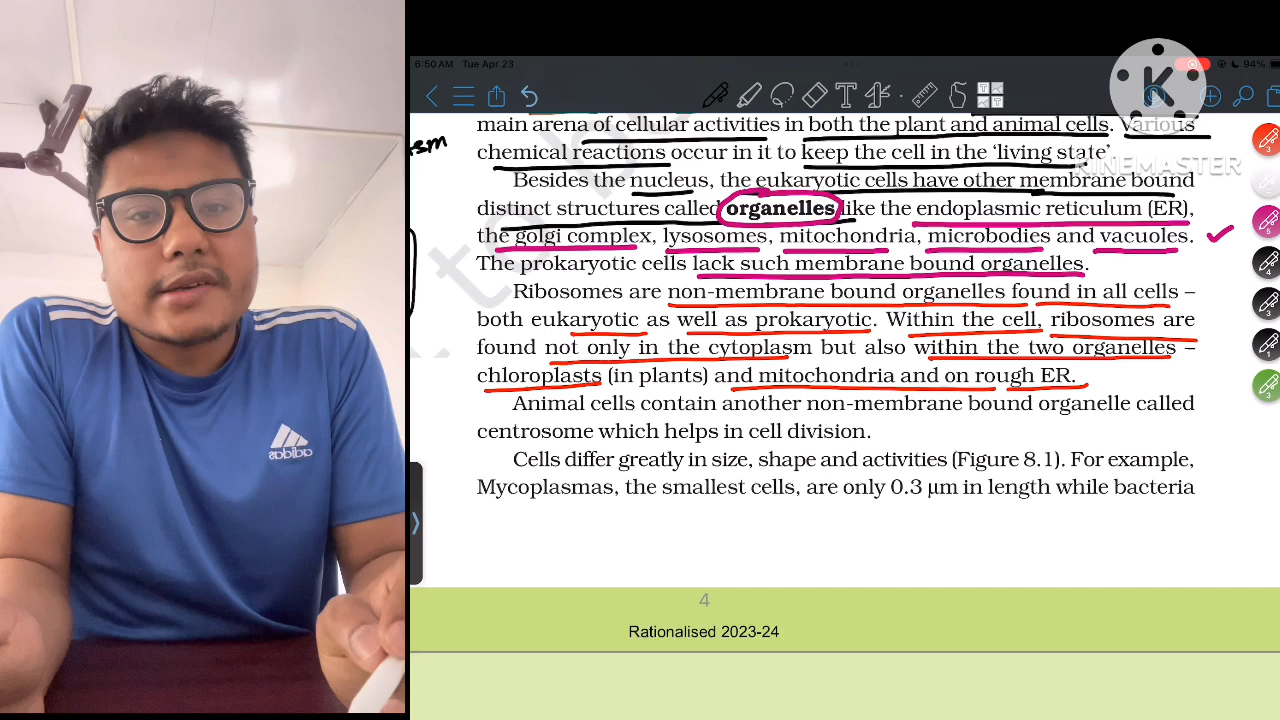 6:50 AM Tue Apr 23
94%
K
KINEMASTER
main arena of cellular activities in both the plant and animal cells. Various
chemical reactions occur in it to keep the cell in the ‘living state’.
Besides the nucleus, the eukaryotic cells have other membrane bound
distinct structures called organelles like the endoplasmic reticulum (ER),
the golgi complex, lysosomes, mitochondria, microbodies and vacuoles.
The prokaryotic cells lack such membrane bound organelles.
Ribosomes are non-membrane bound organelles found in all cells –
both eukaryotic as well as prokaryotic. Within the cell, ribosomes are
found not only in the cytoplasm but also within the two organelles –
chloroplasts (in plants) and mitochondria and on rough ER.
Animal cells contain another non-membrane bound organelle called
centrosome which helps in cell division.
Cells differ greatly in size, shape and activities (Figure 8.1). For example,
Mycoplasmas, the smallest cells, are only 0.3 µm in length while bacteria
4
Rationalised 2023-24
adidas